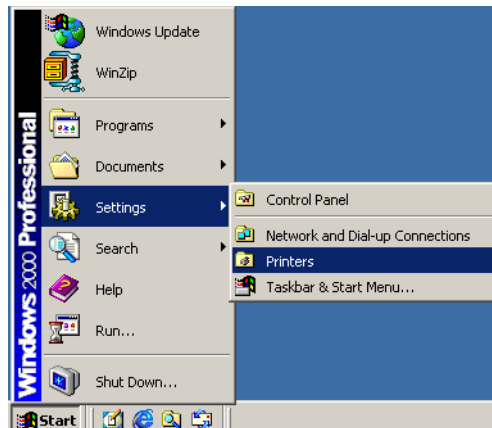 Windows 2000 Professional
Windows Update
WinZip
Programs
Documents
Settings
Search
Help
Run...
Shut Down...
Control Panel
Network and Dial-up Connections
Printers
Taskbar & Start Menu...
Start